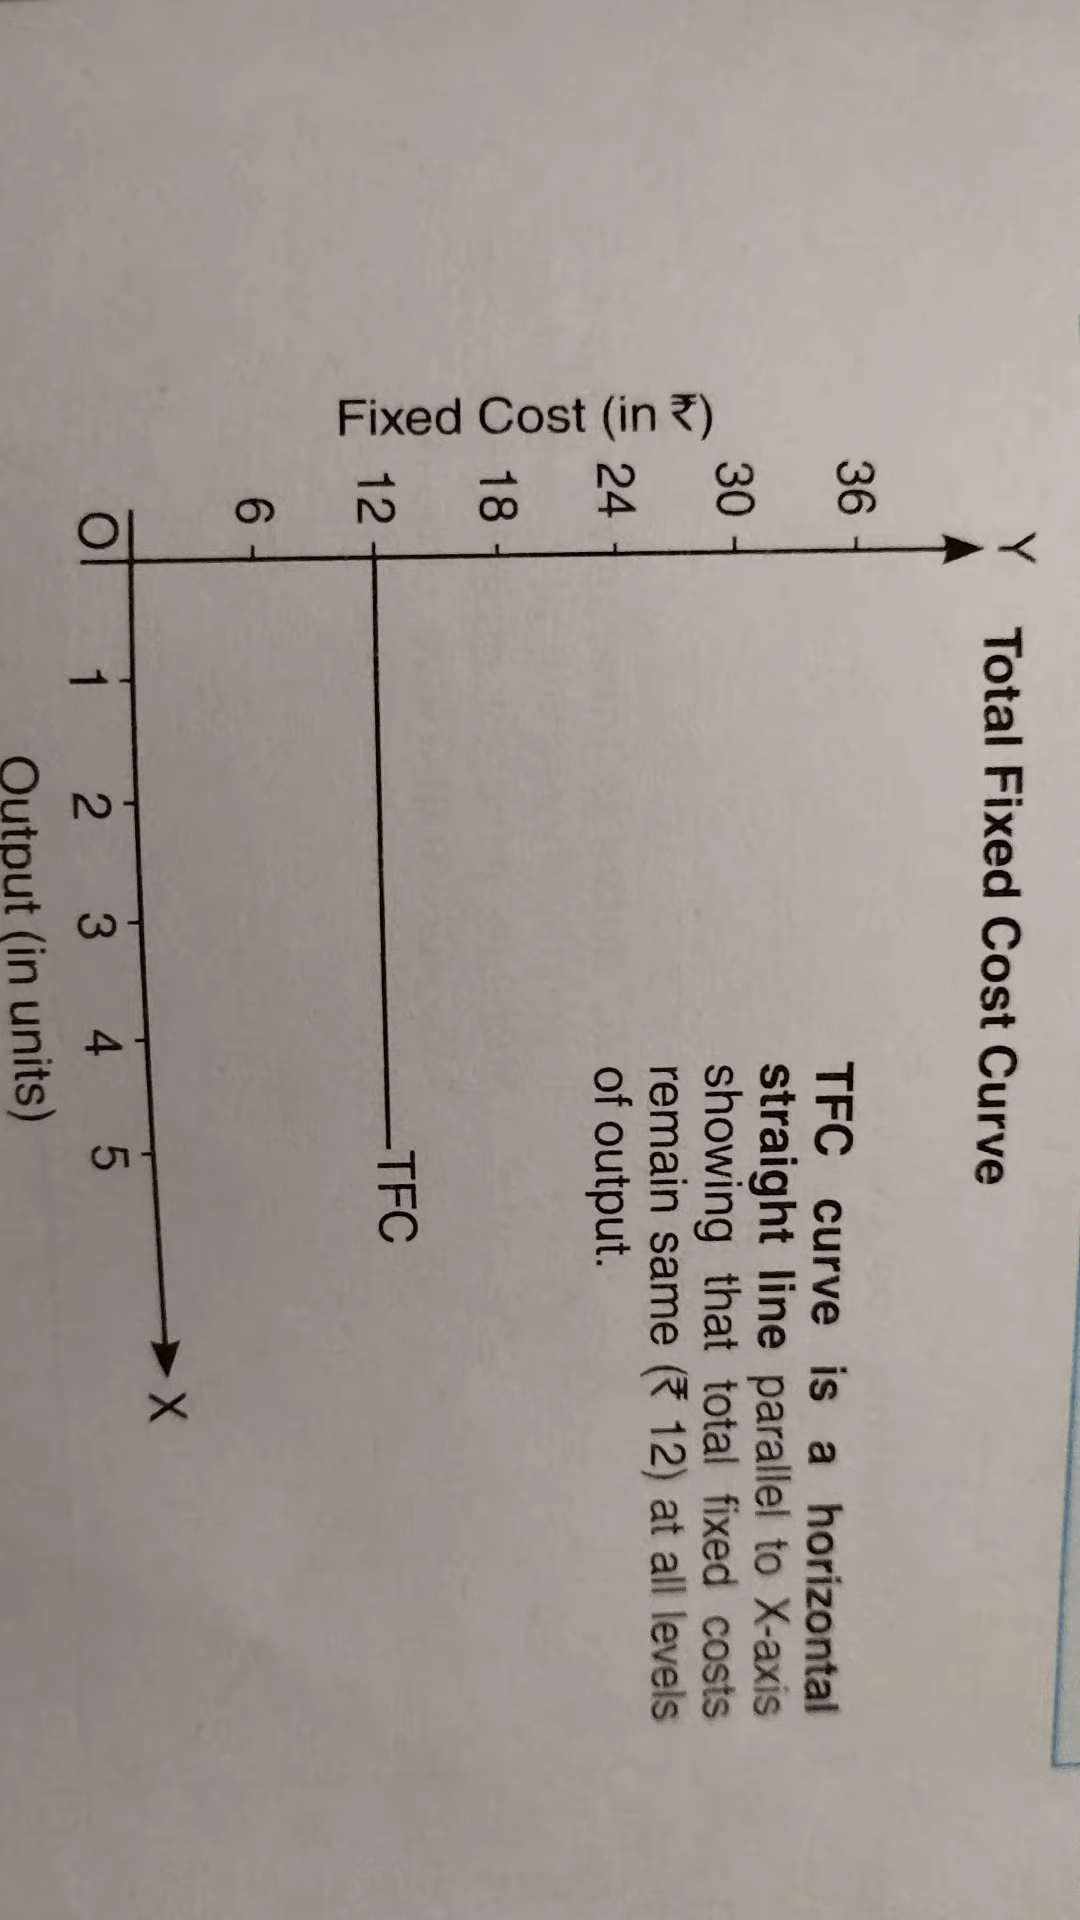 Total Fixed Cost Curve
Y
Fixed Cost (in ₹)
36
30
24
18
12
6
O
TFC
TFC curve is a horizontal
straight line parallel to X-axis
showing that total fixed costs
remain same (₹ 12) at all levels
of output.
1 2 3 4 5
X
Output (in units)